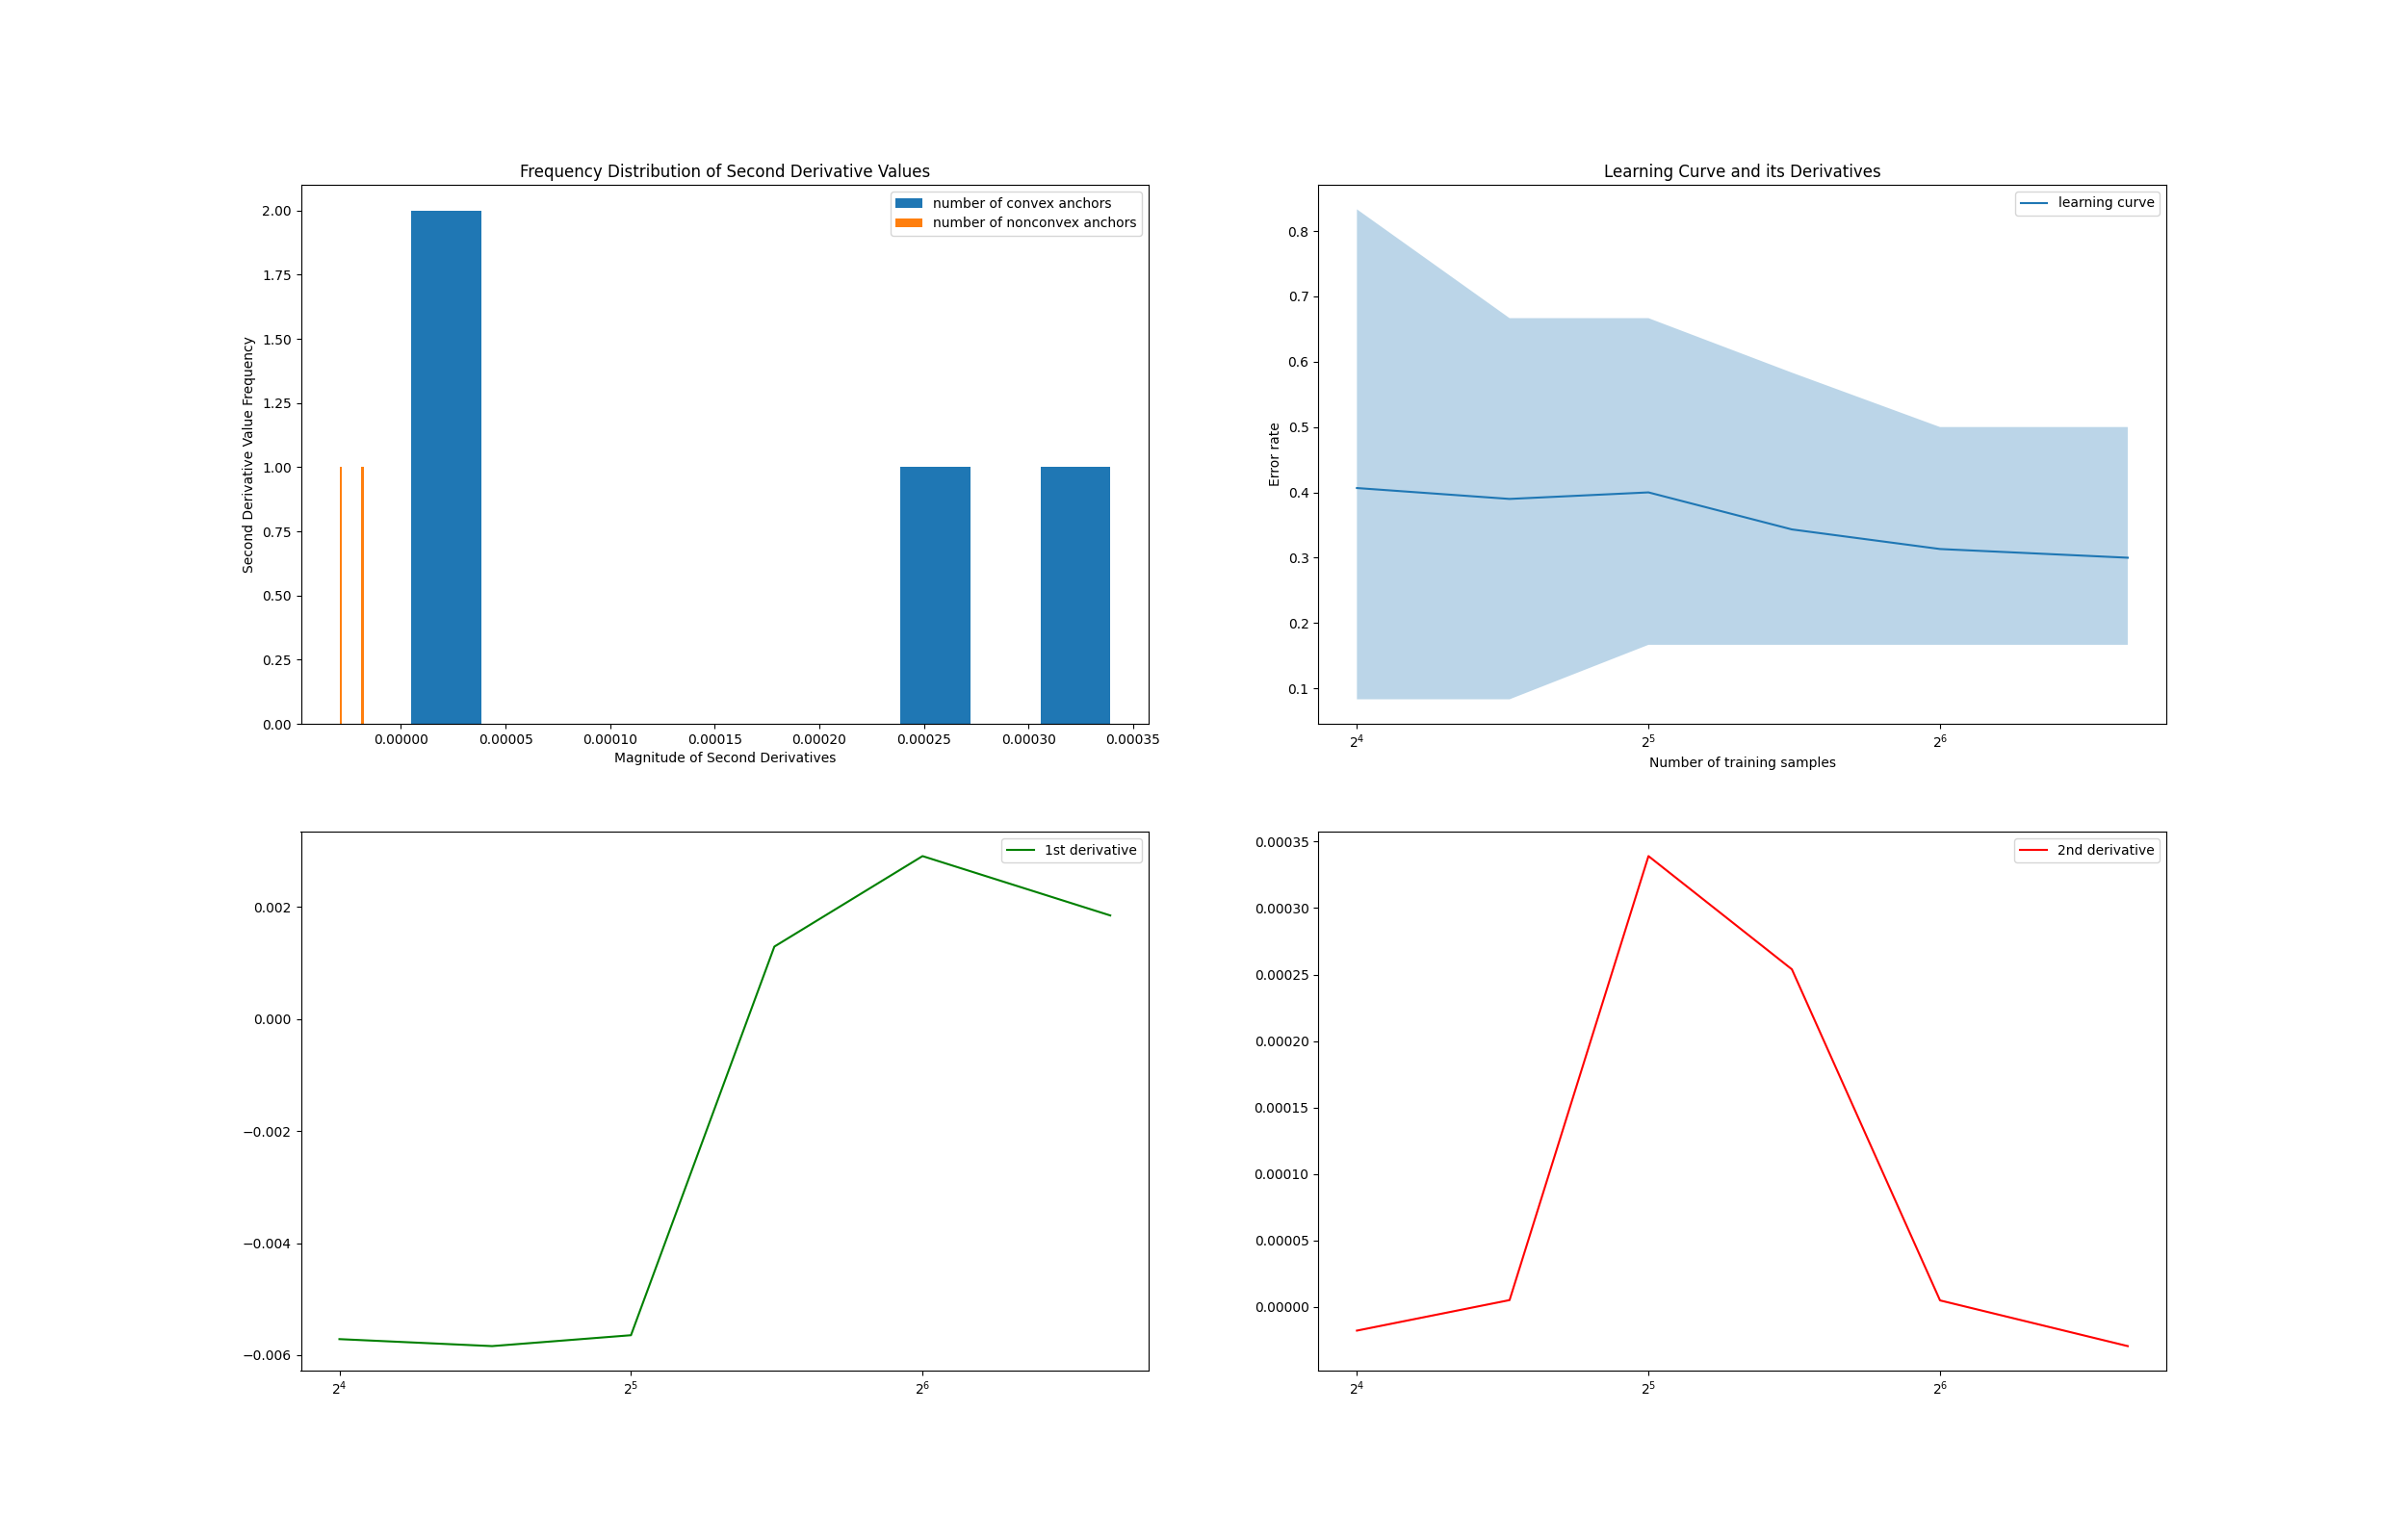 Frequency Distribution of Second Derivative Values
number of convex anchors
number of nonconvex anchors
Second Derivative Value Frequency
2.00
1.75
1.50
1.25
1.00
0.75
0.50
0.25
0.00
0.00000 0.00005 0.00010 0.00015 0.00020 0.00025 0.00030 0.00035
Magnitude of Second Derivatives
Learning Curve and its Derivatives
learning curve
Error rate
0.8
0.7
0.6
0.5
0.4
0.3
0.2
0.1
2⁴ 2⁵ 2⁶
Number of training samples
1st derivative
0.002
0.000
−0.002
−0.004
−0.006
2⁴ 2⁵ 2⁶
2nd derivative
0.00035
0.00030
0.00025
0.00020
0.00015
0.00010
0.00005
0.00000
2⁴ 2⁵ 2⁶